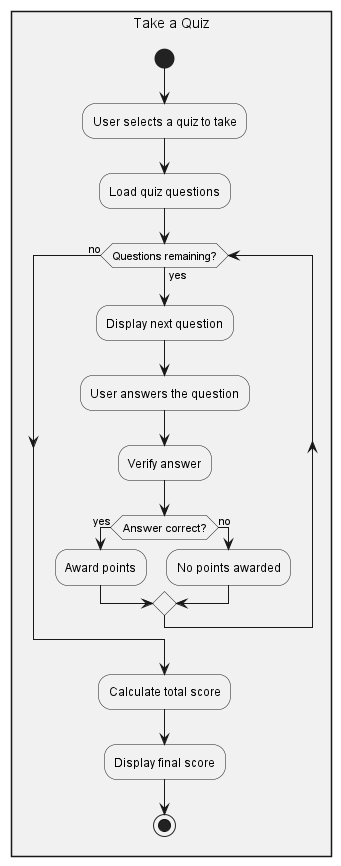 Take a Quiz
User selects a quiz to take
Load quiz questions
no
Questions remaining?
yes
Display next question
User answers the question
Verify answer
yes
Answer correct?
no
Award points
No points awarded
Calculate total score
Display final score